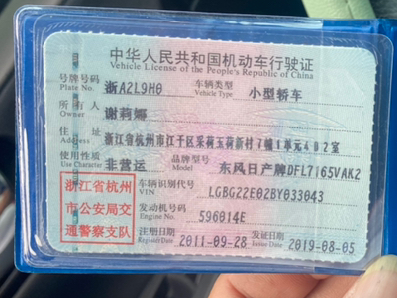 中华人民共和国机动车行驶证
Vehicle License of the People's Republic of China
号牌号码 Plate No. 浙A2L9H0 车辆类型 Vehicle Type 小型轿车
所有人 Owner 谢莉娜
住址 Address 浙江省杭州市江干区采荷玉荷新村7幢1单元402室
使用性质 Use Character 非营运 品牌型号 Model 东风日产牌DFL7165VAK2
浙江省杭州
市公安局交
通警察支队
车辆识别代号 VIN LGBG22E02BY033043
发动机号码 Engine No. 596014E
注册日期 Register Date 2011-09-28 发证日期 Issue Date 2019-08-05